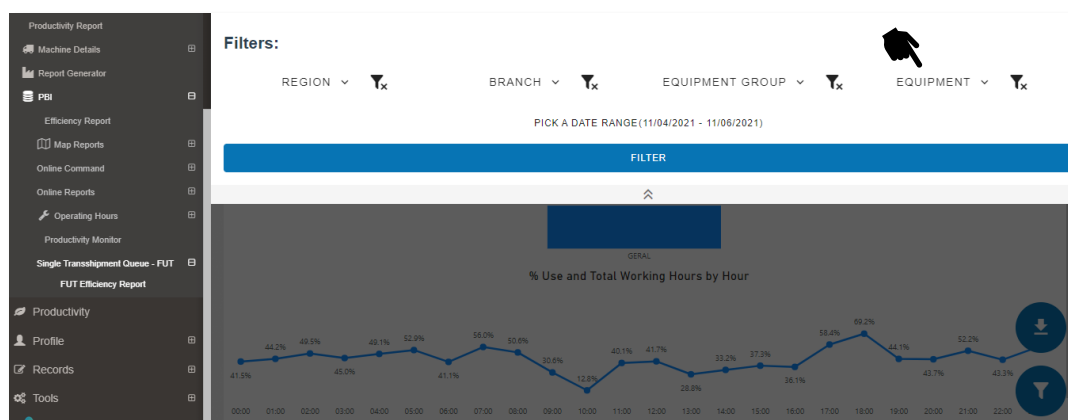 Productivity Report
Machine Details
Report Generator
PBI
Efficiency Report
Map Reports
Online Command
Online Reports
Operating Hours
Productivity Monitor
Single Transshipment Queue - FUT
FUT Efficiency Report
Productivity
Profile
Records
Tools
Filters:
REGION BRANCH EQUIPMENT GROUP EQUIPMENT
PICK A DATE RANGE(11/04/2021 - 11/06/2021)
FILTER
GERAL
% Use and Total Working Hours by Hour
41.5% 44.2% 49.5% 45.0% 49.1% 52.9% 41.1% 56.0% 50.6% 30.6% 12.8% 40.1% 41.7% 28.8% 33.2% 37.3% 36.1% 58.4% 69.2% 44.1% 43.7% 52.2% 43.3%
00:00 01:00 02:00 03:00 04:00 05:00 06:00 07:00 08:00 09:00 10:00 11:00 12:00 13:00 14:00 15:00 16:00 17:00 18:00 19:00 20:00 21:00 22:00